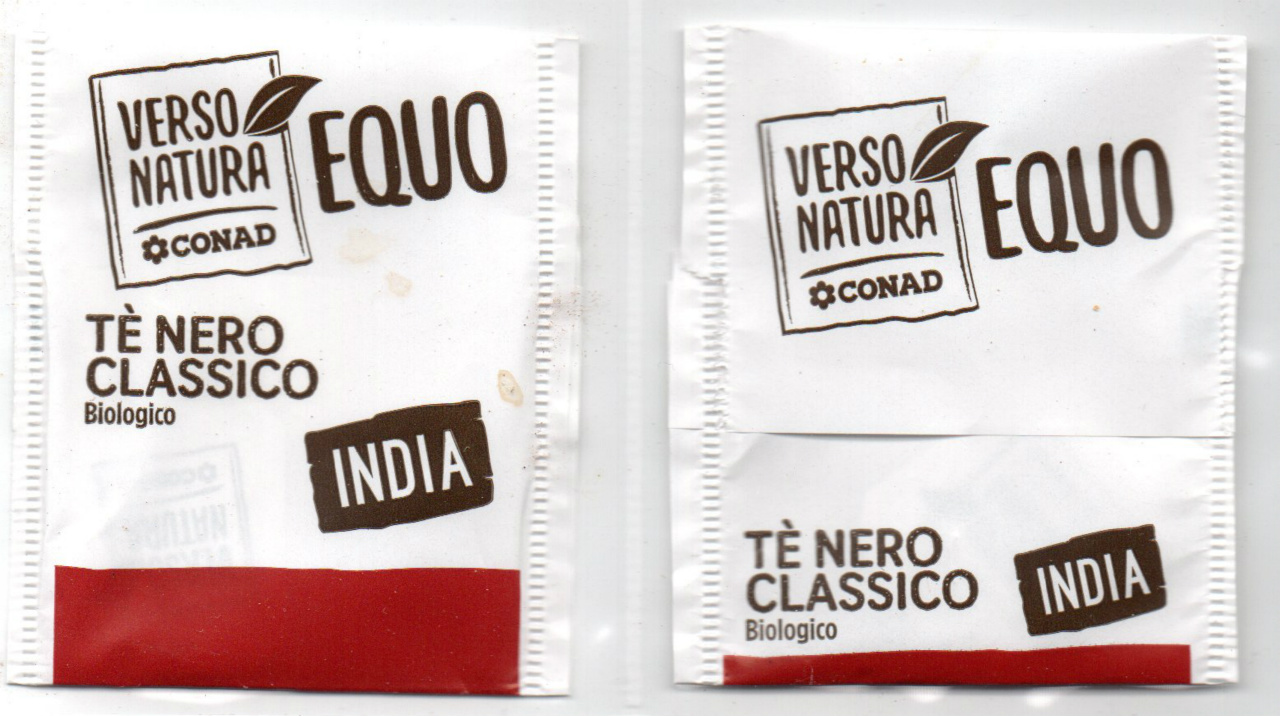 VERSO
NATURA
CONAD
EQUO
TÈ NERO
CLASSICO
Biologico
INDIA
VERSO
NATURA
CONAD
EQUO
TÈ NERO
CLASSICO
Biologico
INDIA